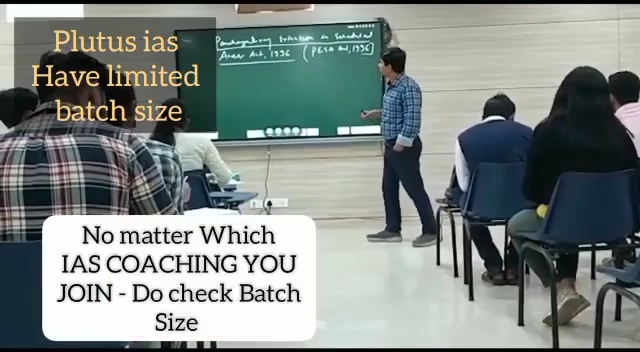 Plutus ias
Have limited
batch size
Extension to Scheduled
Areas Act, 1996 (PESA Act, 1996)
No matter Which
IAS COACHING YOU
JOIN - Do check Batch
Size